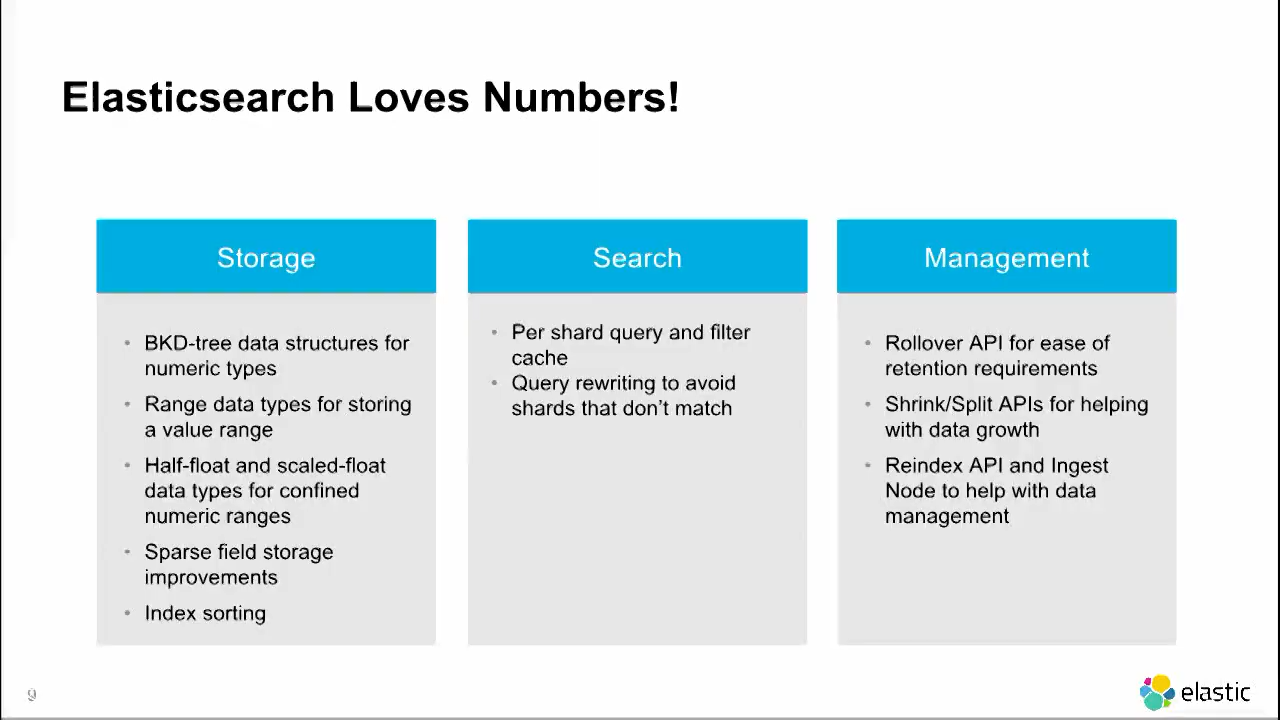 Elasticsearch Loves Numbers!
Storage
• BKD-tree data structures for
numeric types
• Range data types for storing
a value range
• Half-float and scaled-float
data types for confined
numeric ranges
• Sparse field storage
improvements
• Index sorting
Search
• Per shard query and filter
cache
• Query rewriting to avoid
shards that don’t match
Management
• Rollover API for ease of
retention requirements
• Shrink/Split APIs for helping
with data growth
• Reindex API and Ingest
Node to help with data
management
9
elastic